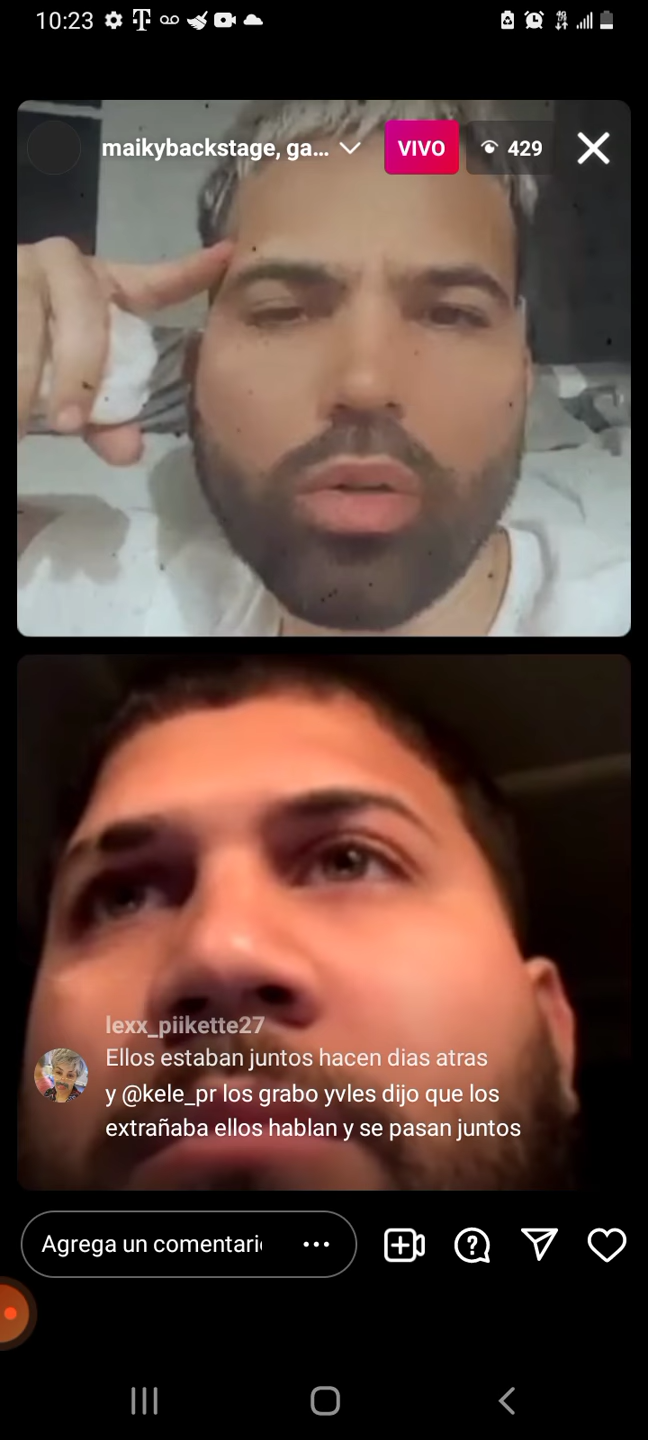 10:23
maikybackstage, ga...
VIVO
429
lexx_piikette27
Ellos estaban juntos hacen dias atras
y @kele_pr los grabo yvles dijo que los
extrañaba ellos hablan y se pasan juntos
Agrega un comentari